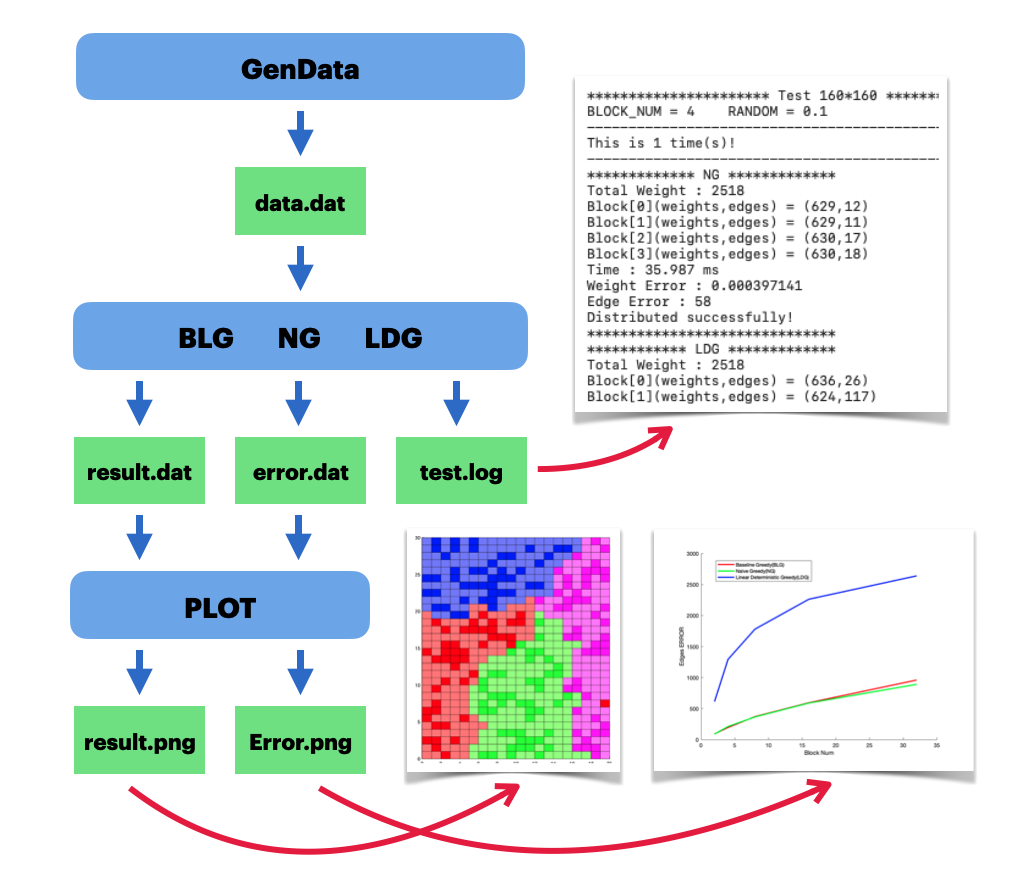 GenData
data.dat
BLG NG LDG
result.dat
error.dat
test.log
PLOT
result.png
Error.png
********************** Test 160*160 ******
BLOCK_NUM = 4 RANDOM = 0.1
This is 1 time(s)!
************* NG *************
Total Weight : 2518
Block[0](weights,edges) = (629,12)
Block[1](weights,edges) = (629,11)
Block[2](weights,edges) = (630,17)
Block[3](weights,edges) = (630,18)
Time : 35.987 ms
Weight Error : 0.000397141
Edge Error : 58
Distributed successfully!
******************************
************ LDG *************
Total Weight : 2518
Block[0](weights,edges) = (636,26)
Block[1](weights,edges) = (624,117)
30
25
20
15
10
5
0
3000
2500
2000
1500
1000
500
0
Edges ERROR
Baseline Greedy(BLG)
Naive Greedy(NG)
Linear Deterministic Greedy(LDG)
0 5 10 15 20 25 30 35
Block Num